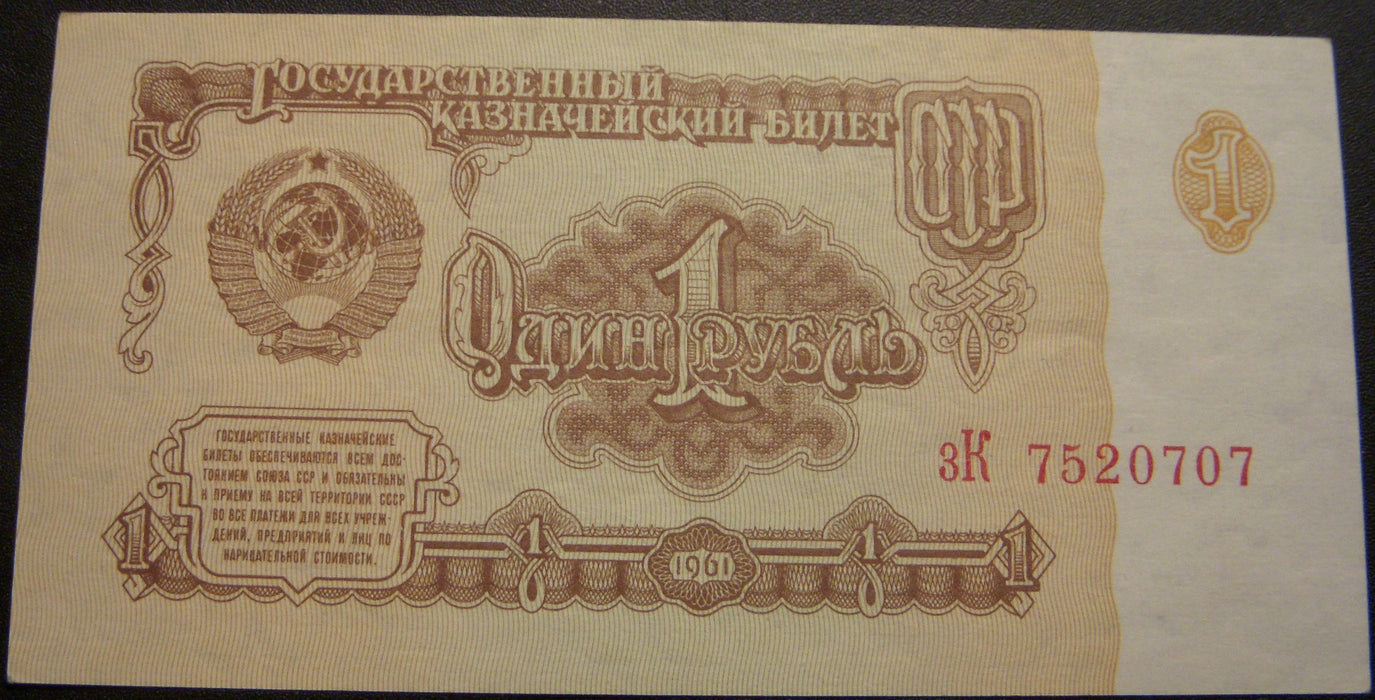 ГОСУДАРСТВЕННЫЙ
КАЗНАЧЕЙСКИЙ БИЛЕТ
СССР
1
ОДИН 1 РУБЛЬ
зК 7520707
ГОСУДАРСТВЕННЫЕ КАЗНАЧЕЙСКИЕ
БИЛЕТЫ ОБЕСПЕЧИВАЮТСЯ ВСЕМ ДОС-
ТОЯНИЕМ СОЮЗА ССР И ОБЯЗАТЕЛЬНЫ
К ПРИЕМУ НА ВСЕЙ ТЕРРИТОРИИ СССР
ВО ВСЕ ПЛАТЕЖИ ДЛЯ ВСЕХ УЧРЕЖ-
ДЕНИЙ, ПРЕДПРИЯТИЙ И ЛИЦ ПО
НАРИЦАТЕЛЬНОЙ СТОИМОСТИ.
1 1 1961 1 1